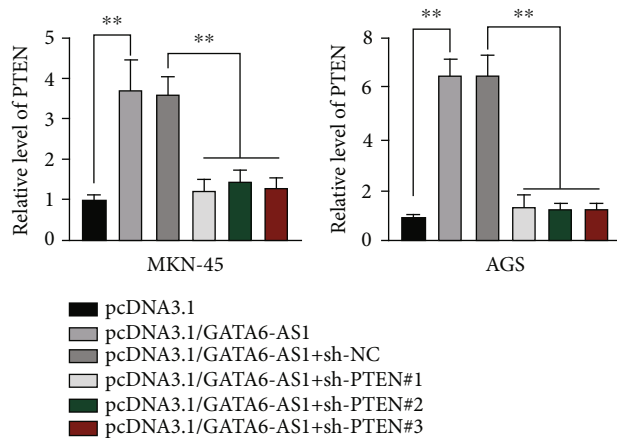 ** **
5
4
3
2
1
0
Relative level of PTEN
MKN-45
** **
8
6
4
2
0
Relative level of PTEN
AGS
pcDNA3.1
pcDNA3.1/GATA6-AS1
pcDNA3.1/GATA6-AS1+sh-NC
pcDNA3.1/GATA6-AS1+sh-PTEN#1
pcDNA3.1/GATA6-AS1+sh-PTEN#2
pcDNA3.1/GATA6-AS1+sh-PTEN#3